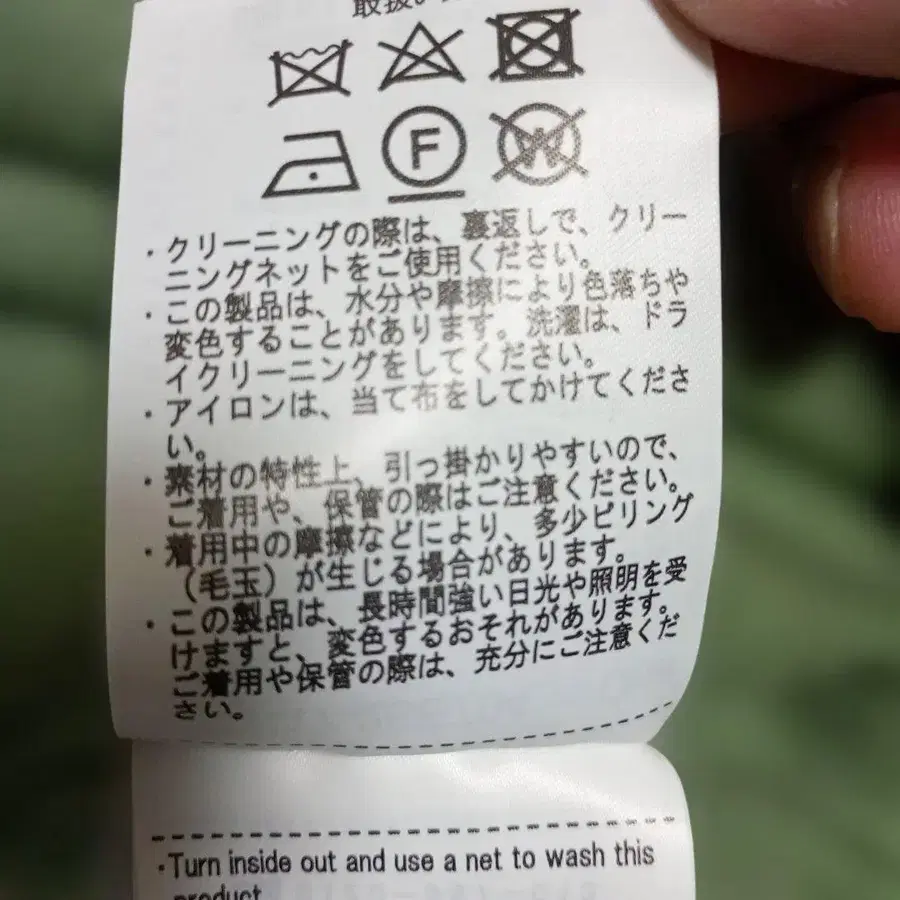 取扱い
F
W
・クリーニングの際は、裏返しで、クリー
ニングネットをご使用ください。
・この製品は、水分や摩擦により色落ちや
変色することがあります。洗濯は、ドラ
イクリーニングをしてください。
・アイロンは、当て布をしてかけてくださ
い。
・素材の特性上、引っ掛かりやすいので、
ご着用や、保管の際はご注意ください。
・着用中の摩擦などにより、多少ピリング
（毛玉）が生じる場合があります。
・この製品は、長時間強い日光や照明を受
けますと、変色するおそれがあります。
ご着用や保管の際は、充分にご注意くだ
さい。
・Turn inside out and use a net to wash this
product